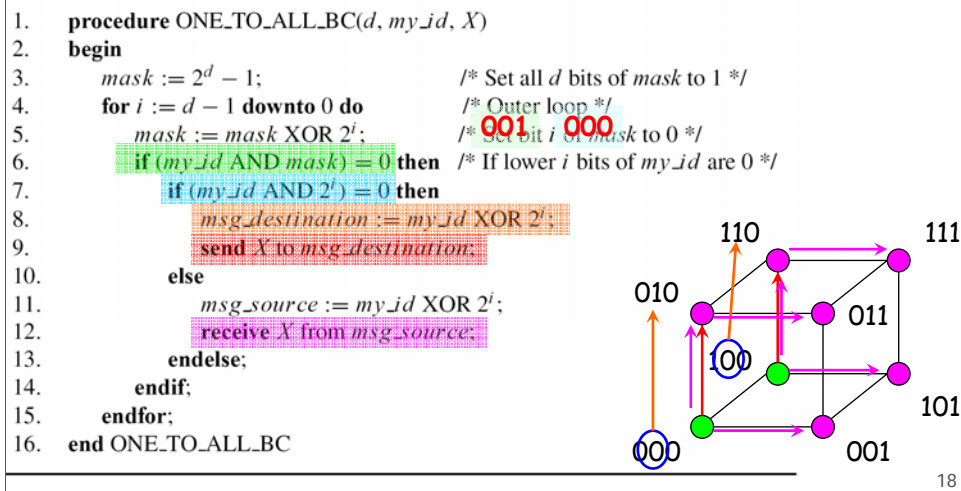 1. procedure ONE_TO_ALL_BC(d, my_id, X)
2. begin
3. mask := 2^d − 1; /* Set all d bits of mask to 1 */
4. for i := d − 1 downto 0 do /* Outer loop */
5. mask := mask XOR 2^i; /* Set bit i of mask to 0 */
001 000
6. if (my_id AND mask) = 0 then /* If lower i bits of my_id are 0 */
7. if (my_id AND 2^i) = 0 then
8. msg_destination := my_id XOR 2^i;
9. send X to msg_destination;
10. else
11. msg_source := my_id XOR 2^i;
12. receive X from msg_source;
13. endelse;
14. endif;
15. endfor;
16. end ONE_TO_ALL_BC
110 111
010 011
100 101
000 001
18